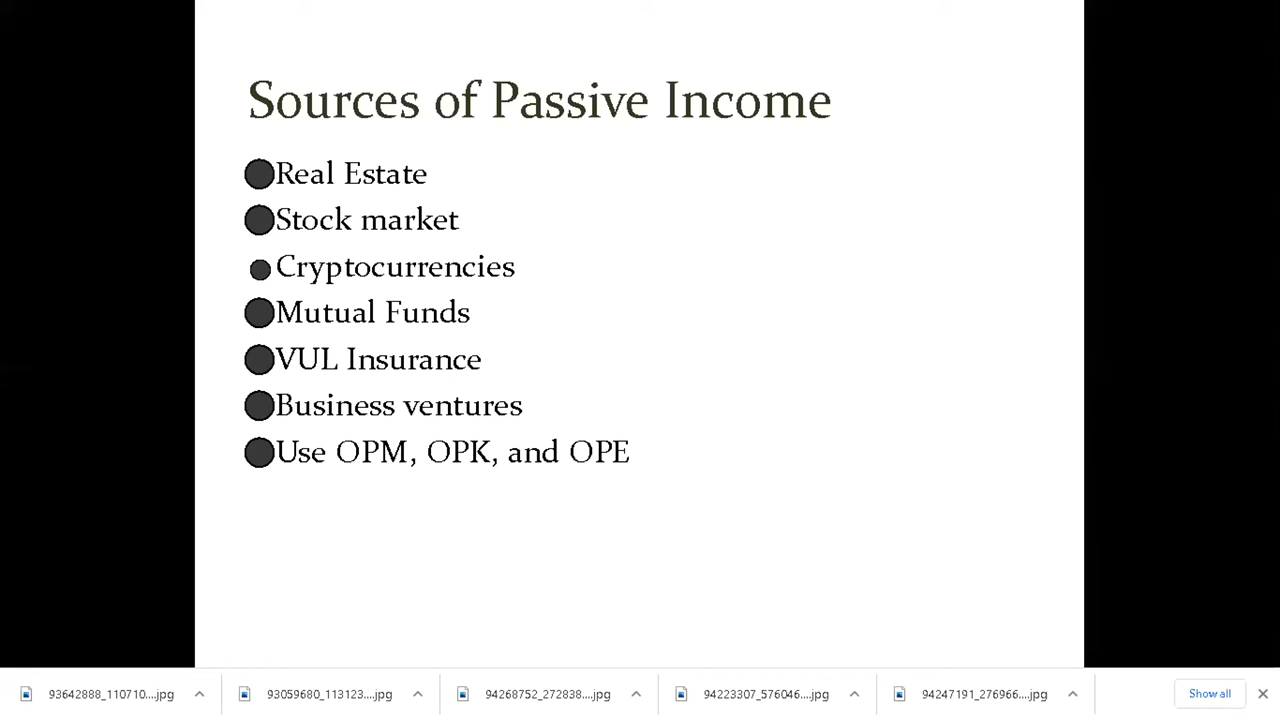 Sources of Passive Income
Real Estate
Stock market
Cryptocurrencies
Mutual Funds
VUL Insurance
Business ventures
Use OPM, OPK, and OPE
93642888_110710....jpg
93059680_113123....jpg
94268752_272838....jpg
94223307_576046....jpg
94247191_276966....jpg
Show all